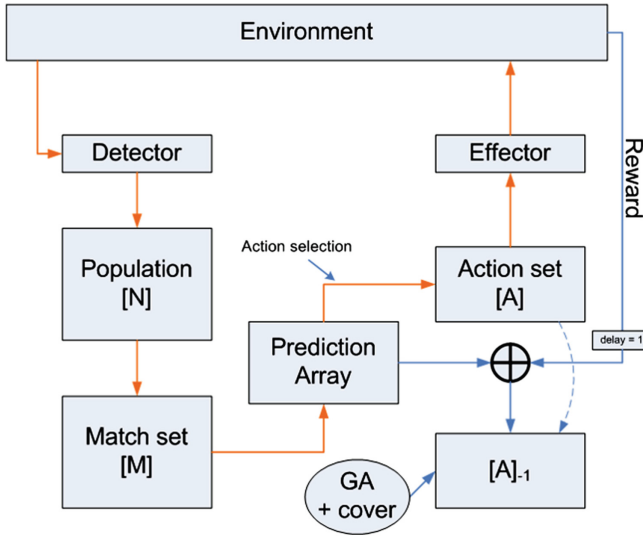 Environment
Detector
Effector
Reward
Population
[N]
Action selection
Action set
[A]
delay = 1
Prediction
Array
Match set
[M]
GA
+ cover
[A]-1